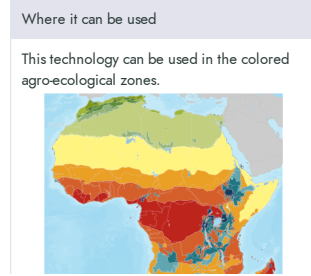 Where it can be used
This technology can be used in the colored
agro-ecological zones.